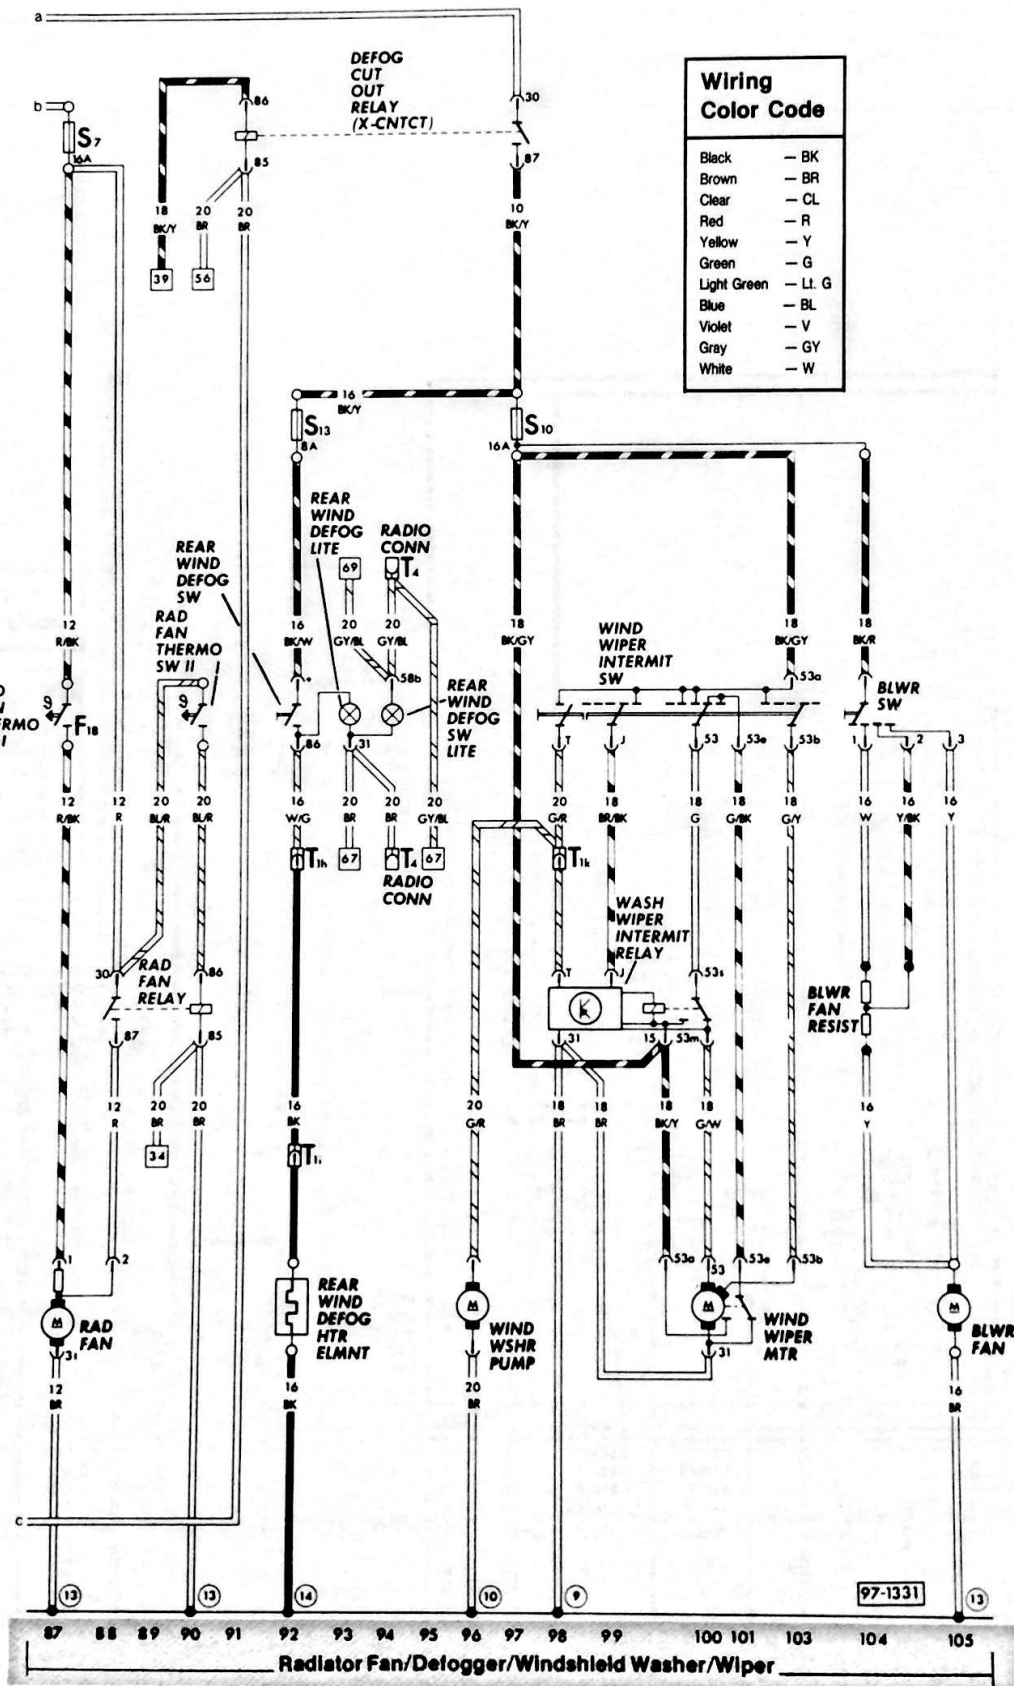 a
DEFOG
CUT
OUT
RELAY
(X-CNTCT)
30
87
86
85
b
S7
16A
Wiring
Color Code
Black — BK
Brown — BR
Clear — CL
Red — R
Yellow — Y
Green — G
Light Green — Lt. G
Blue — BL
Violet — V
Gray — GY
White — W
18
BK/Y
20
BR
20
BR
10
BK/Y
39
56
16
BK/Y
S13
8A
S10
16A
REAR
WIND
DEFOG
LITE
RADIO
CONN
T4
69
REAR
WIND
DEFOG
SW
RAD
FAN
THERMO
SW II
12
R/BK
16
BK/W
20
GY/BL
20
GY/BL
18
BK/GY
WIND
WIPER
INTERMIT
SW
18
BK/GY
18
BK/R
+
58b
53a
REAR
WIND
DEFOG
SW
LITE
BLWR
SW
F18
86
31
T
J
53
53e
53b
1
2
3
12
R/BK
12
R
20
BL/R
20
BL/R
16
W/G
20
BR
20
BR
20
GY/BL
20
G/R
18
BR/BK
18
G
18
G/BK
18
G/Y
16
W
16
Y/BK
16
Y
T1h
67
T4
67
RADIO
CONN
T1k
WASH
WIPER
INTERMIT
RELAY
30
RAD
FAN
RELAY
86
T
J
53s
BLWR
FAN
RESIST
87
85
31
15
53m
12
R
20
BR
20
BR
16
BK
20
G/R
18
BR
18
BR
18
BK/Y
18
G/W
16
Y
34
T1i
1
2
53a
53
53e
53b
RAD
FAN
REAR
WIND
DEFOG
HTR
ELMNT
WIND
WSHR
PUMP
WIND
WIPER
MTR
BLWR
FAN
31
31
12
BR
16
BK
20
BR
16
BR
c
97-1331
13
13
14
10
9
13
87 88 89 90 91 92 93 94 95 96 97 98 99 100 101 103 104 105
Radiator Fan/Defogger/Windshield Washer/Wiper